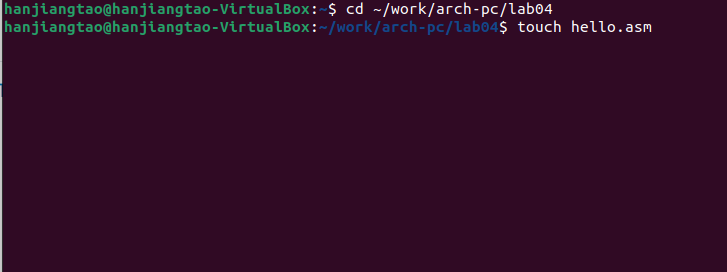 hanjiangtao@hanjiangtao-VirtualBox:~$ cd ~/work/arch-pc/lab04
hanjiangtao@hanjiangtao-VirtualBox:~/work/arch-pc/lab04$ touch hello.asm